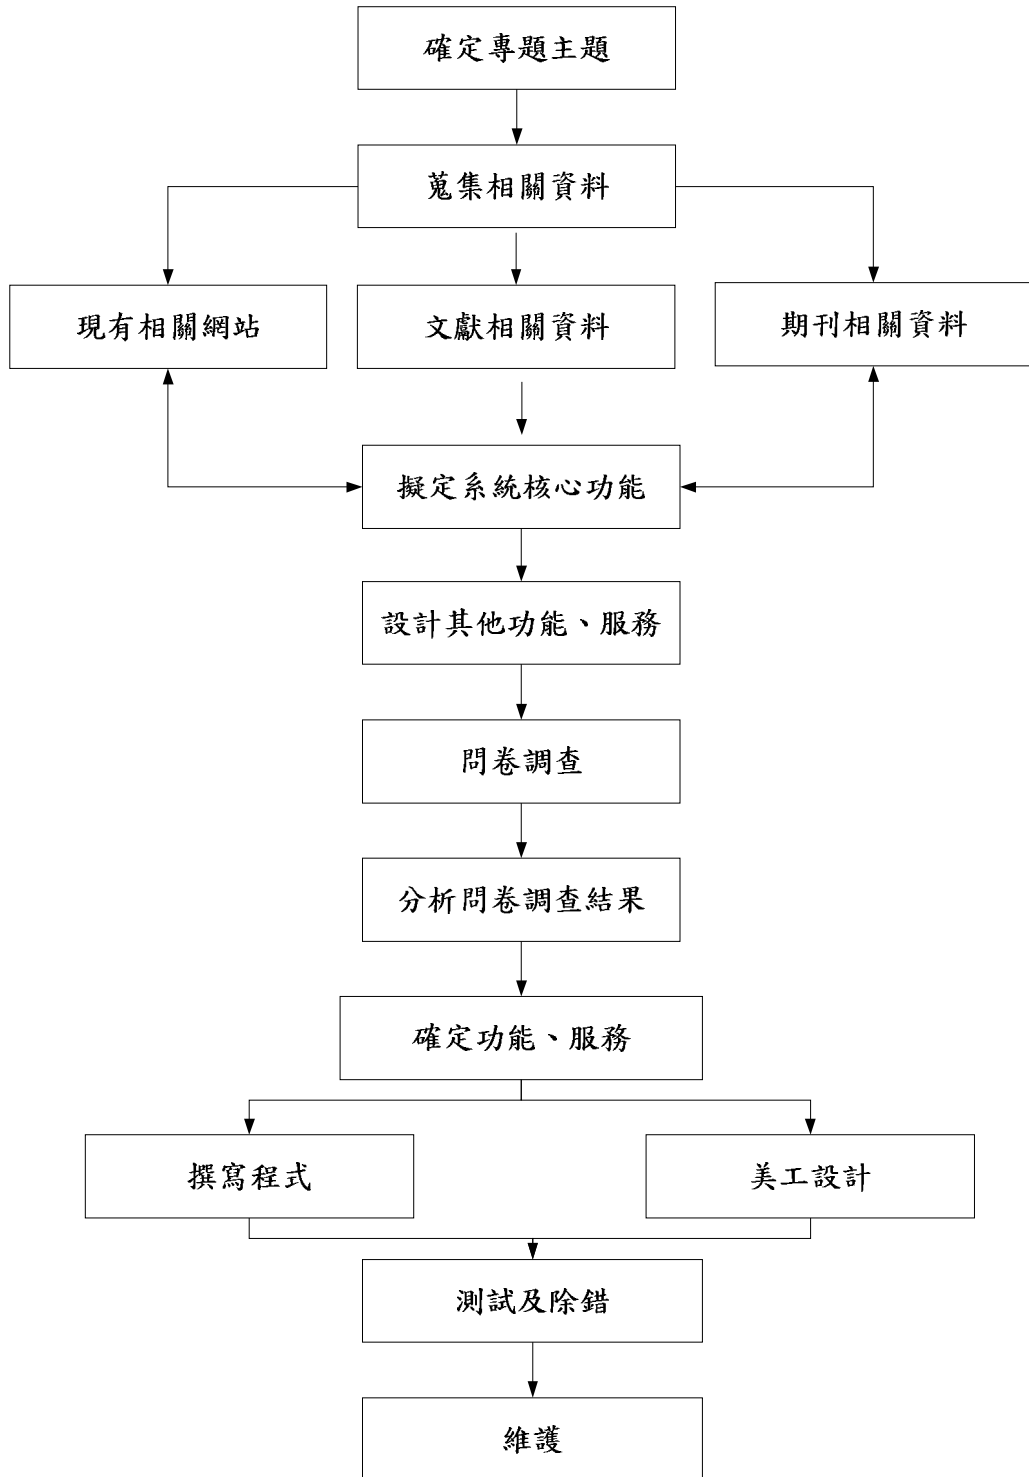 確定專題主題
蒐集相關資料
現有相關網站
文獻相關資料
期刊相關資料
擬定系統核心功能
設計其他功能、服務
問卷調查
分析問卷調查結果
確定功能、服務
撰寫程式
美工設計
測試及除錯
維護